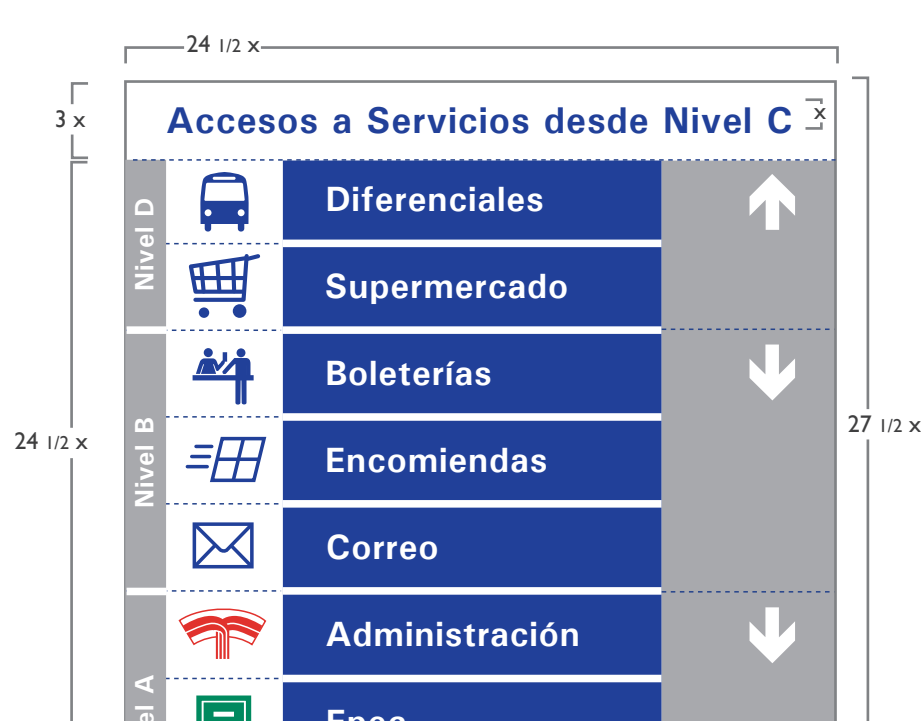 24 1/2 x
3 x
Accesos a Servicios desde Nivel C
x
Nivel D
Diferenciales
Supermercado
Nivel B
Boleterías
24 1/2 x
27 1/2 x
Encomiendas
Correo
Administración